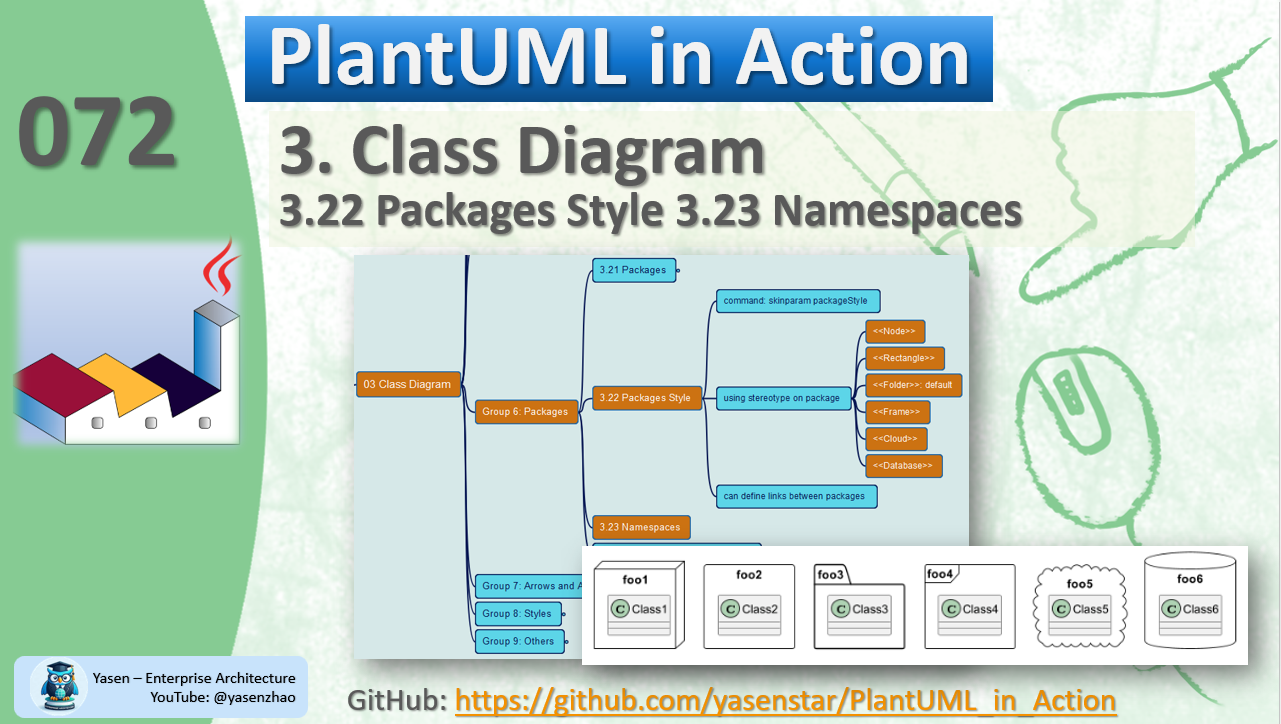 PlantUML in Action
072
3. Class Diagram
3.22 Packages Style 3.23 Namespaces
3.21 Packages
command: skinparam packageStyle
<<Node>>
<<Rectangle>>
03 Class Diagram
<<Folder>>: default
3.22 Packages Style
using stereotype on package
Group 6: Packages
<<Frame>>
<<Cloud>>
<<Database>>
can define links between packages
3.23 Namespaces
Group 7: Arrows and A
Group 8: Styles
Group 9: Others
foo1
foo2
foo3
foo4
foo5
foo6
C Class1
C Class2
C Class3
C Class4
C Class5
C Class6
Yasen – Enterprise Architecture
YouTube: @yasenzhao
GitHub: https://github.com/yasenstar/PlantUML_in_Action